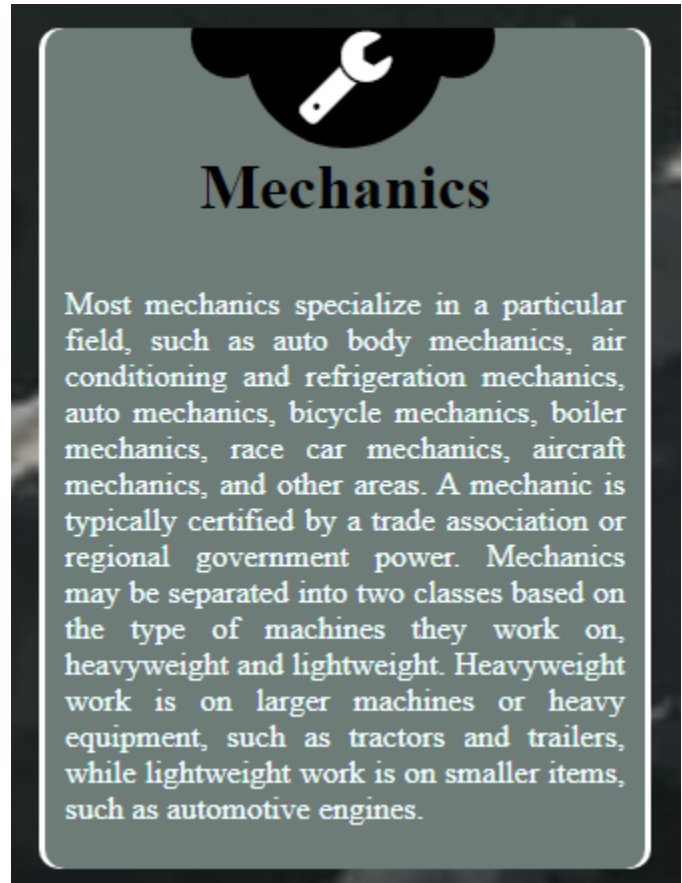 Mechanics
Most mechanics specialize in a particular
field, such as auto body mechanics, air
conditioning and refrigeration mechanics,
auto mechanics, bicycle mechanics, boiler
mechanics, race car mechanics, aircraft
mechanics, and other areas. A mechanic is
typically certified by a trade association or
regional government power. Mechanics
may be separated into two classes based on
the type of machines they work on,
heavyweight and lightweight. Heavyweight
work is on larger machines or heavy
equipment, such as tractors and trailers,
while lightweight work is on smaller items,
such as automotive engines.